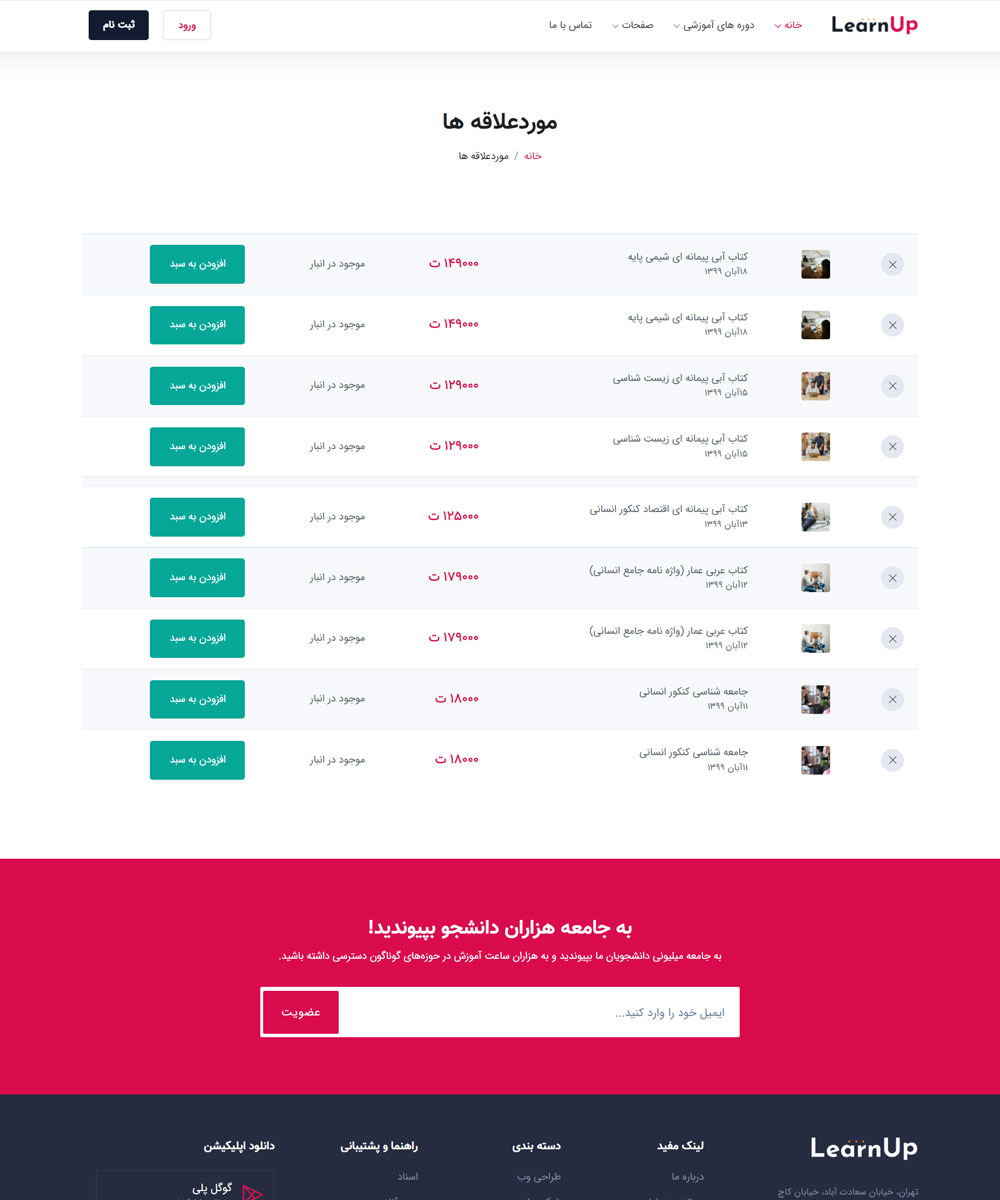 LearnUp
خانه
دوره های آموزشی
صفحات
تماس با ما
ورود
ثبت نام
موردعلاقه ها
خانه / موردعلاقه ها
کتاب آبی پیمانه ای شیمی پایه
۱۸آبان ۱۳۹۹
۱۴۹۰۰۰ ت
موجود در انبار
افزودن به سبد
کتاب آبی پیمانه ای شیمی پایه
۱۸آبان ۱۳۹۹
۱۴۹۰۰۰ ت
موجود در انبار
افزودن به سبد
کتاب آبی پیمانه ای زیست شناسی
۱۵آبان ۱۳۹۹
۱۲۹۰۰۰ ت
موجود در انبار
افزودن به سبد
کتاب آبی پیمانه ای زیست شناسی
۱۵آبان ۱۳۹۹
۱۲۹۰۰۰ ت
موجود در انبار
افزودن به سبد
کتاب آبی پیمانه ای اقتصاد کنکور انسانی
۱۳آبان ۱۳۹۹
۱۲۵۰۰۰ ت
موجود در انبار
افزودن به سبد
کتاب عربی عمار (واژه نامه جامع انسانی)
۱۲آبان ۱۳۹۹
۱۷۹۰۰۰ ت
موجود در انبار
افزودن به سبد
کتاب عربی عمار (واژه نامه جامع انسانی)
۱۲آبان ۱۳۹۹
۱۷۹۰۰۰ ت
موجود در انبار
افزودن به سبد
جامعه شناسی کنکور انسانی
۱۱آبان ۱۳۹۹
۱۸۰۰۰ ت
موجود در انبار
افزودن به سبد
جامعه شناسی کنکور انسانی
۱۱آبان ۱۳۹۹
۱۸۰۰۰ ت
موجود در انبار
افزودن به سبد
به جامعه هزاران دانشجو بپیوندید!
به جامعه میلیونی دانشجویان ما بپیوندید و به هزاران ساعت آموزش در حوزه‌های گوناگون دسترسی داشته باشید.
ایمیل خود را وارد کنید...
عضویت
LearnUp
تهران، خیابان سعادت آباد، خیابان کاج
لینک مفید
درباره ما
دسته بندی
طراحی وب
راهنما و پشتیبانی
اسناد
دانلود اپلیکیشن
گوگل پلی